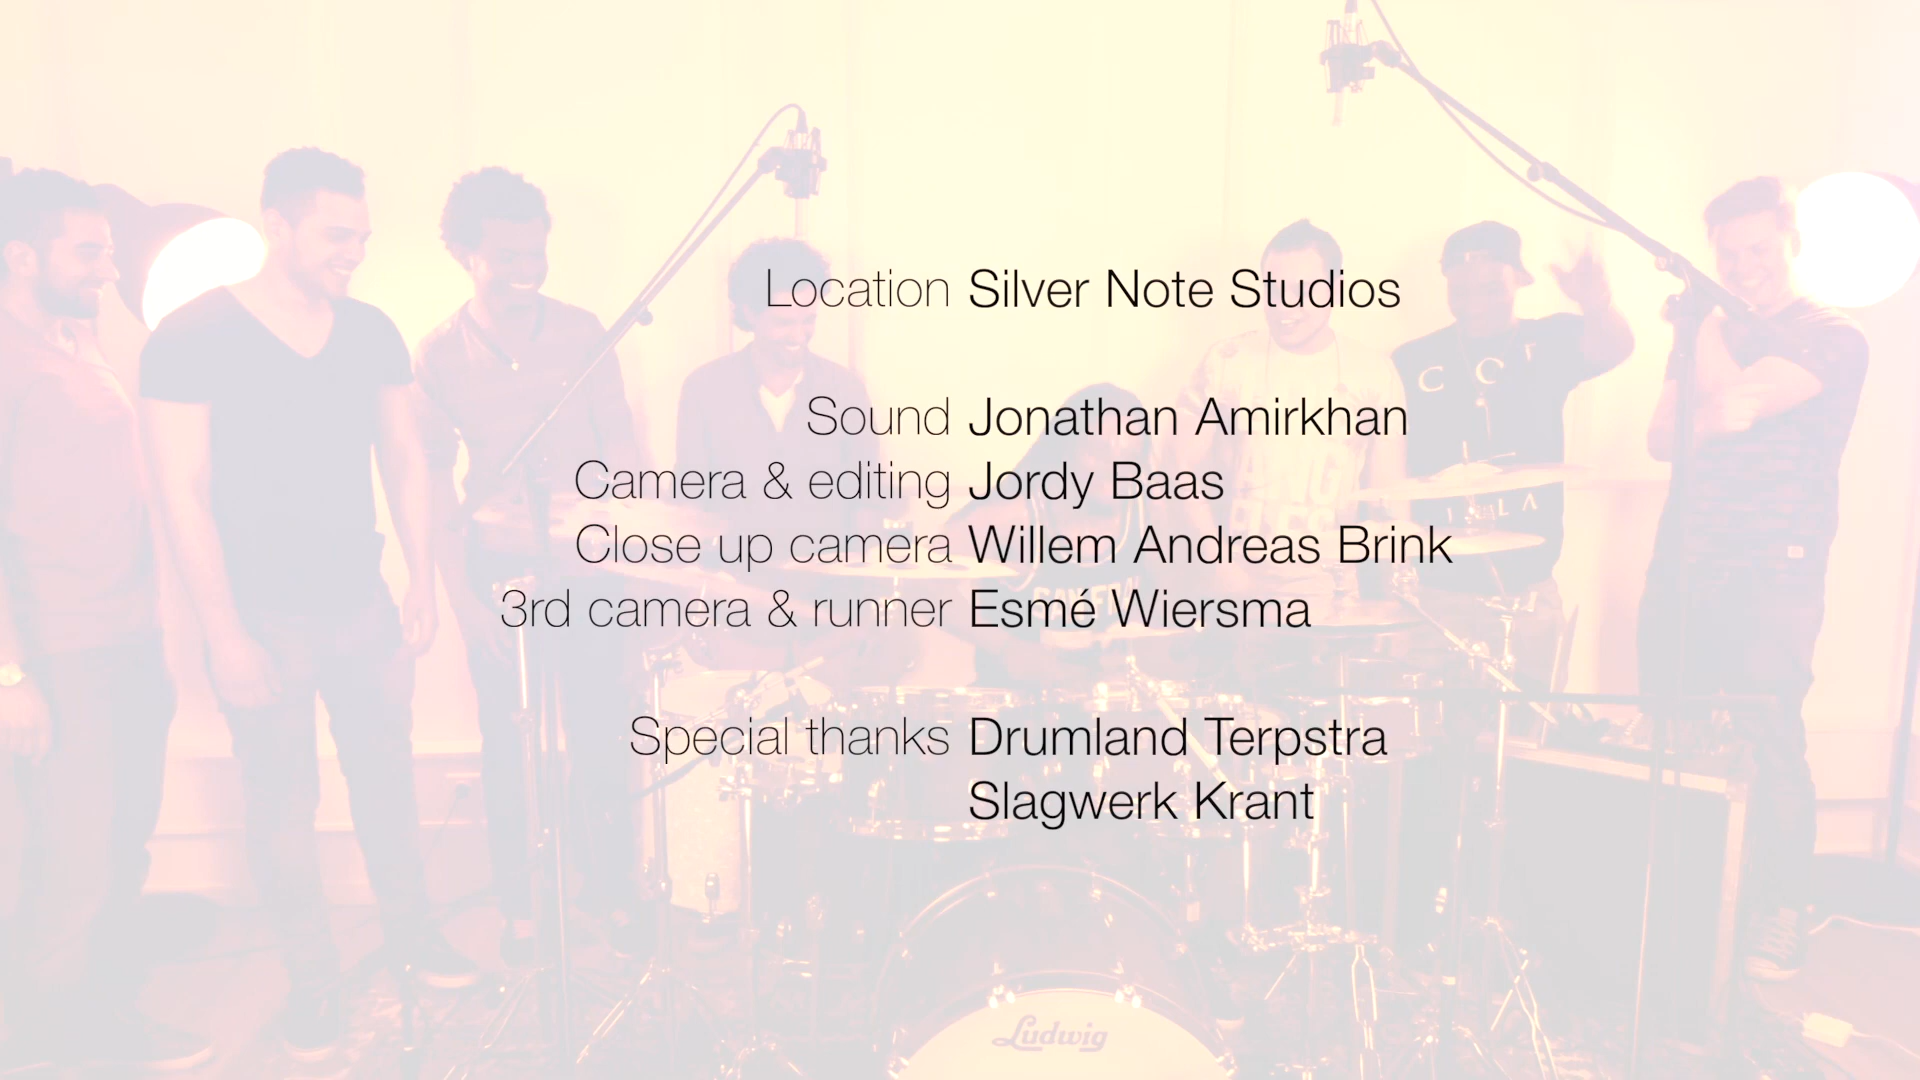 Location Silver Note Studios
Sound Jonathan Amirkhan
Camera & editing Jordy Baas
Close up camera Willem Andreas Brink
3rd camera & runner Esmé Wiersma
Special thanks Drumland Terpstra
Slagwerk Krant
Ludwig